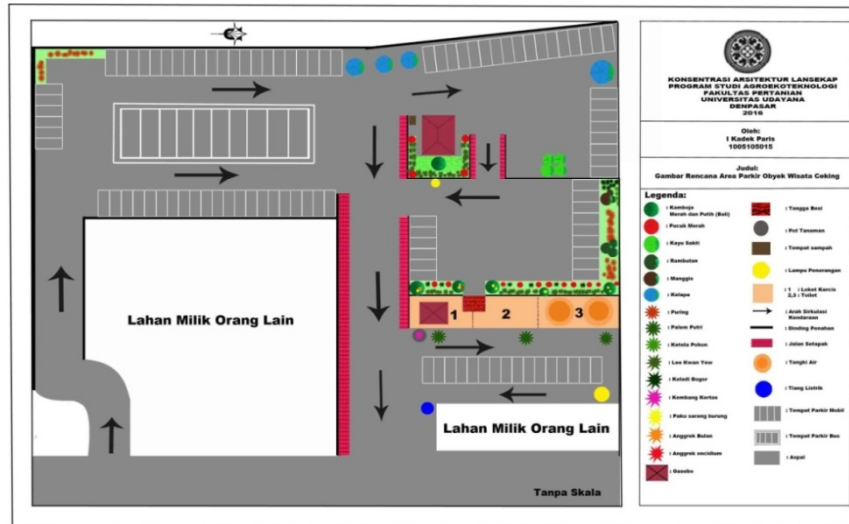 Lahan Milik Orang Lain
1
2
3
Lahan Milik Orang Lain
Tanpa Skala
KONSENTRASI ARSITEKTUR LANSEKAP
PROGRAM STUDI AGROEKOTEKNOLOGI
FAKULTAS PERTANIAN
UNIVERSITAS UDAYANA
DENPASAR
2016
Oleh:
I Kadek Paris
1005105015
Judul:
Gambar Rencana Area Parkir Obyek Wisata Ceking
Legenda:
: Kamboja
Merah dan Putih (Bali)
: Pucuk Merah
: Kayu Sakti
: Rambutan
: Manggis
: Kelapa
: Puring
: Palem Putri
: Ketela Pohon
: Lee Kwan Yew
: Keladi Bogor
: Kembang Kertas
: Paku sarang burung
: Anggrek Bulan
: Anggrek oncidium
: Gazebo
: Tangga Besi
: Pot Tanaman
: Tempat sampah
: Lampu Penerangan
: 1 : Loket Karcis
2,3 : Toilet
: Arah Sirkulasi
Kendaraan
: Dinding Penahan
: Jalan Setapak
: Tangki Air
: Tiang Listrik
: Tempat Parkir Mobil
: Tempat Parkir Bus
: Aspal